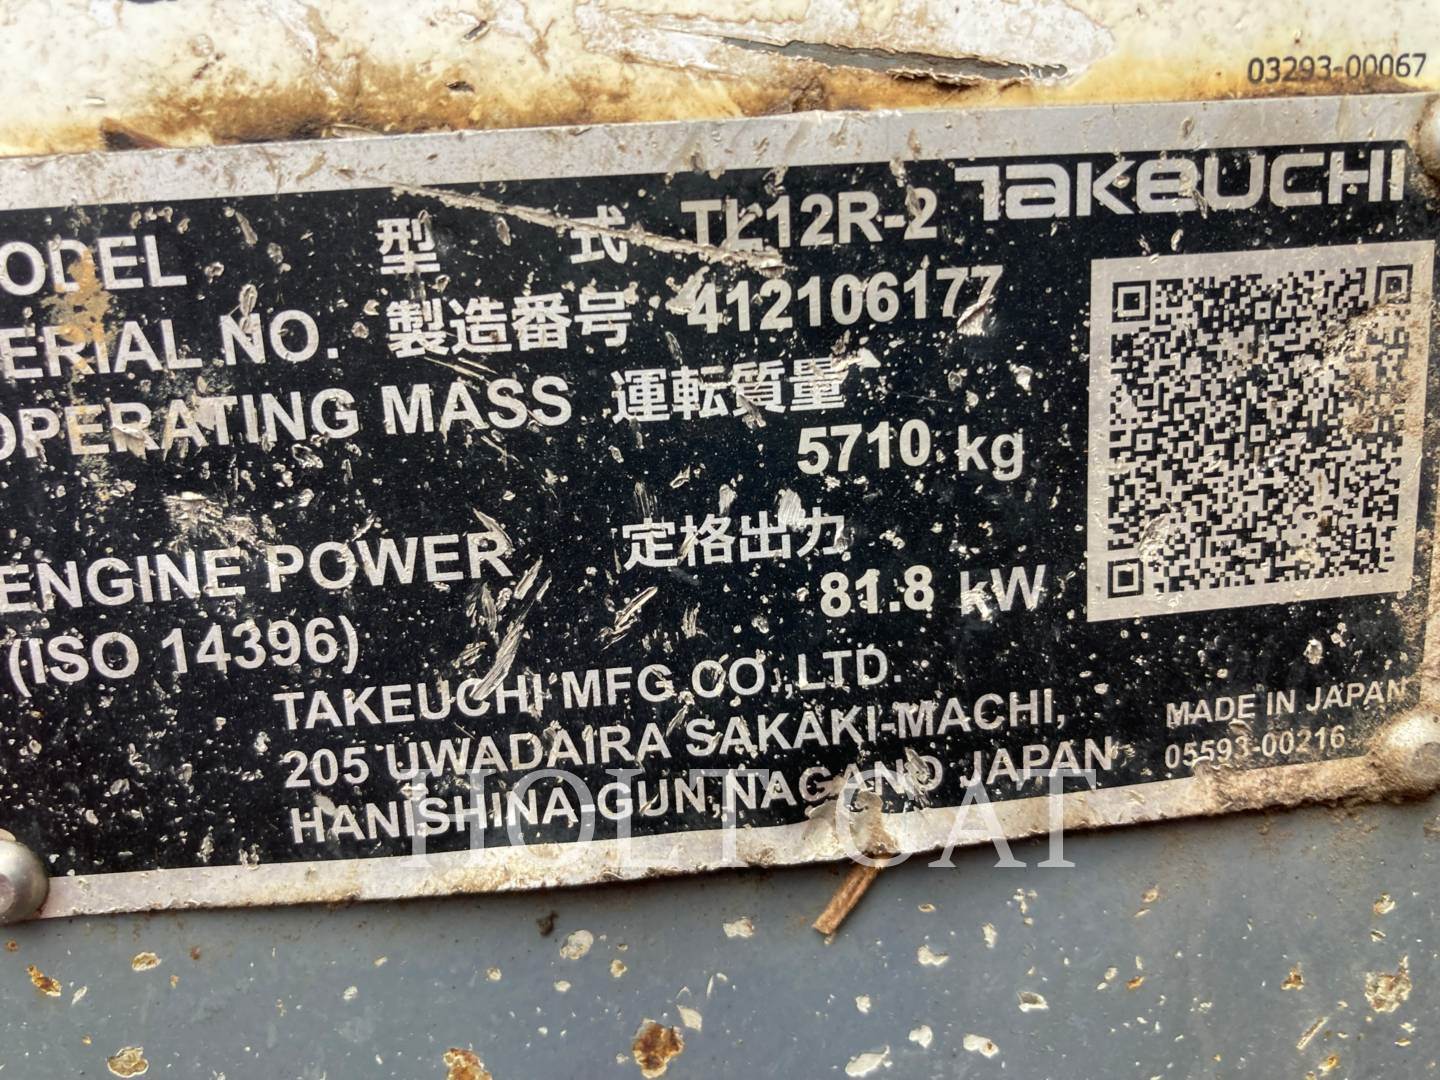 03293-00067
TAKEUCHI
ODEL 型 式 TL12R-2
ERIAL NO. 製造番号 412106177
OPERATING MASS 運転質量
5710 kg
ENGINE POWER 定格出力
(ISO 14396) 81.8 kW
TAKEUCHI MFG.CO.,LTD.
205 UWADAIRA SAKAKI-MACHI,
HANISHINA-GUN,NAGANO JAPAN
MADE IN JAPAN
05593-00216
HOLT CAT